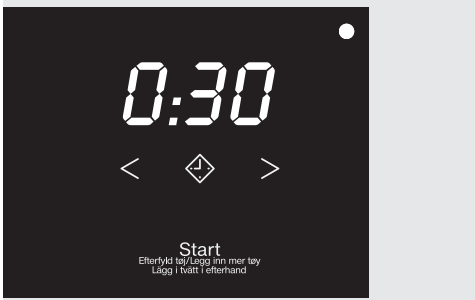 0:30
< >
Start
Efterfyld tøj/Legg inn mer tøy
Lägg i tvätt i efterhand